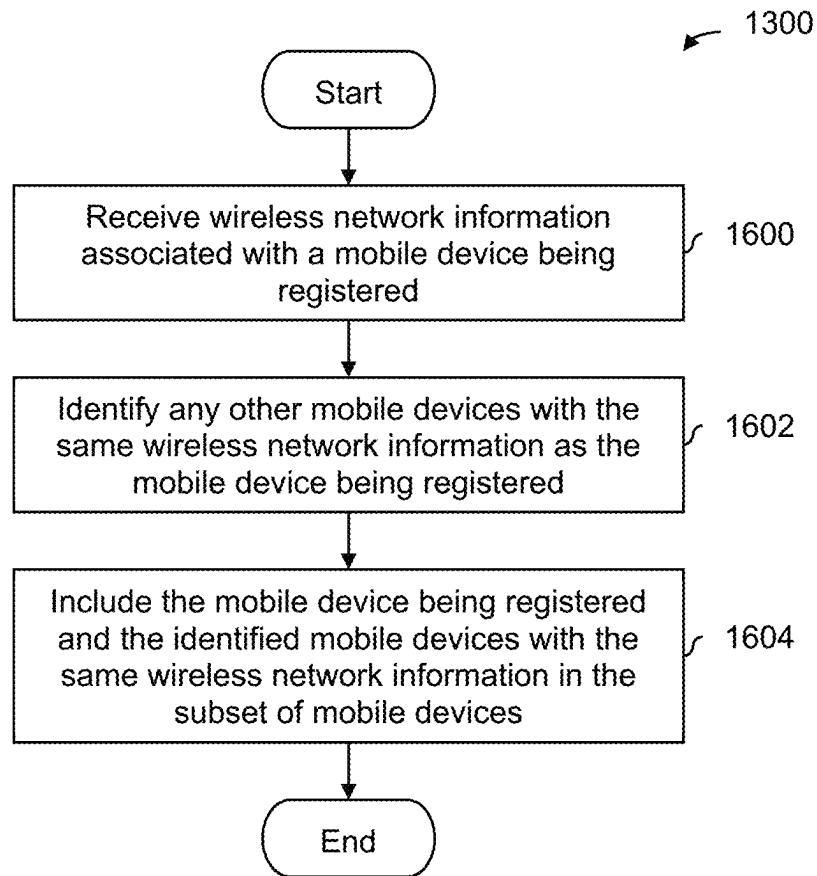 1300
Start
Receive wireless network information
associated with a mobile device being
registered
1600
Identify any other mobile devices with the
same wireless network information as the
mobile device being registered
1602
Include the mobile device being registered
and the identified mobile devices with the
same wireless network information in the
subset of mobile devices
1604
End